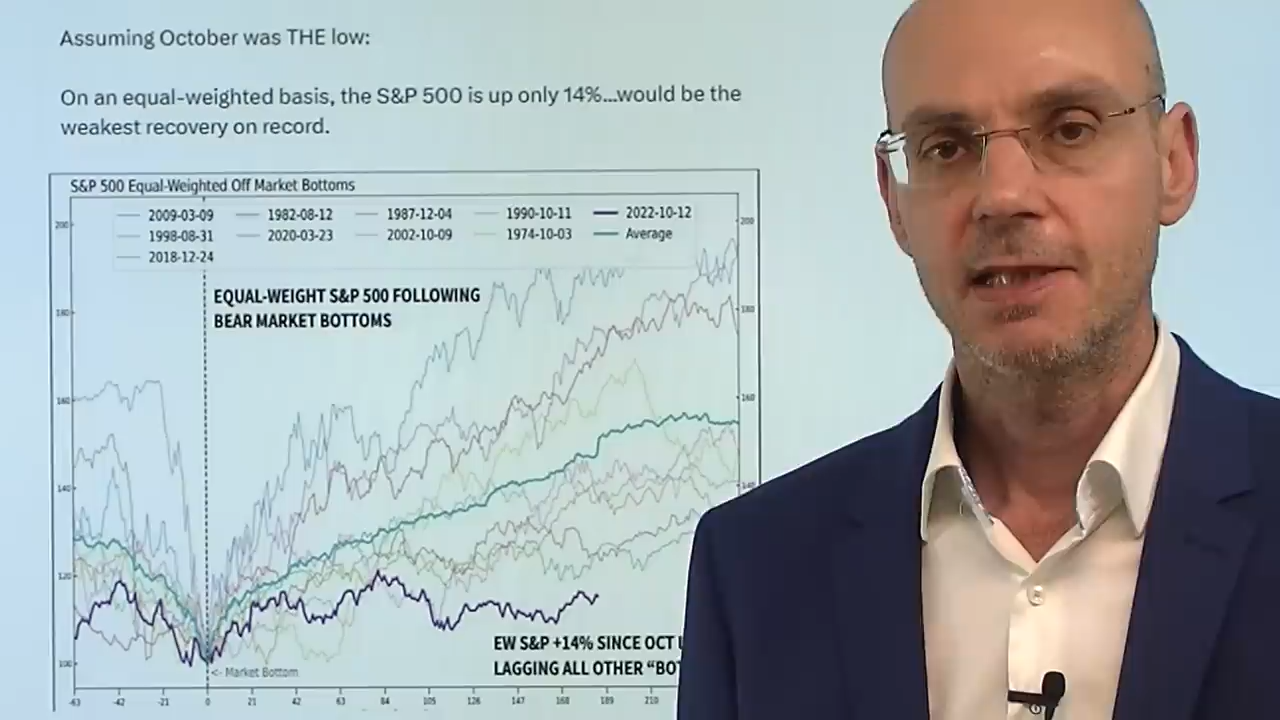 Assuming October was THE low:
On an equal-weighted basis, the S&P 500 is up only 14%...would be the
weakest recovery on record.
S&P 500 Equal-Weighted Off Market Bottoms
2009-03-09 1982-08-12 1987-12-04 1990-10-11 2022-10-12
1998-08-31 2020-03-23 2002-10-09 1974-10-03 Average
2018-12-24
EQUAL-WEIGHT S&P 500 FOLLOWING
BEAR MARKET BOTTOMS
200 200
180 180
160 160
140 140
120
100
EW S&P +14% SINCE OCT
LAGGING ALL OTHER “BOT
<- Market Bottom
-63 -42 -21 0 21 42 63 84 105 126 147 168 189 210